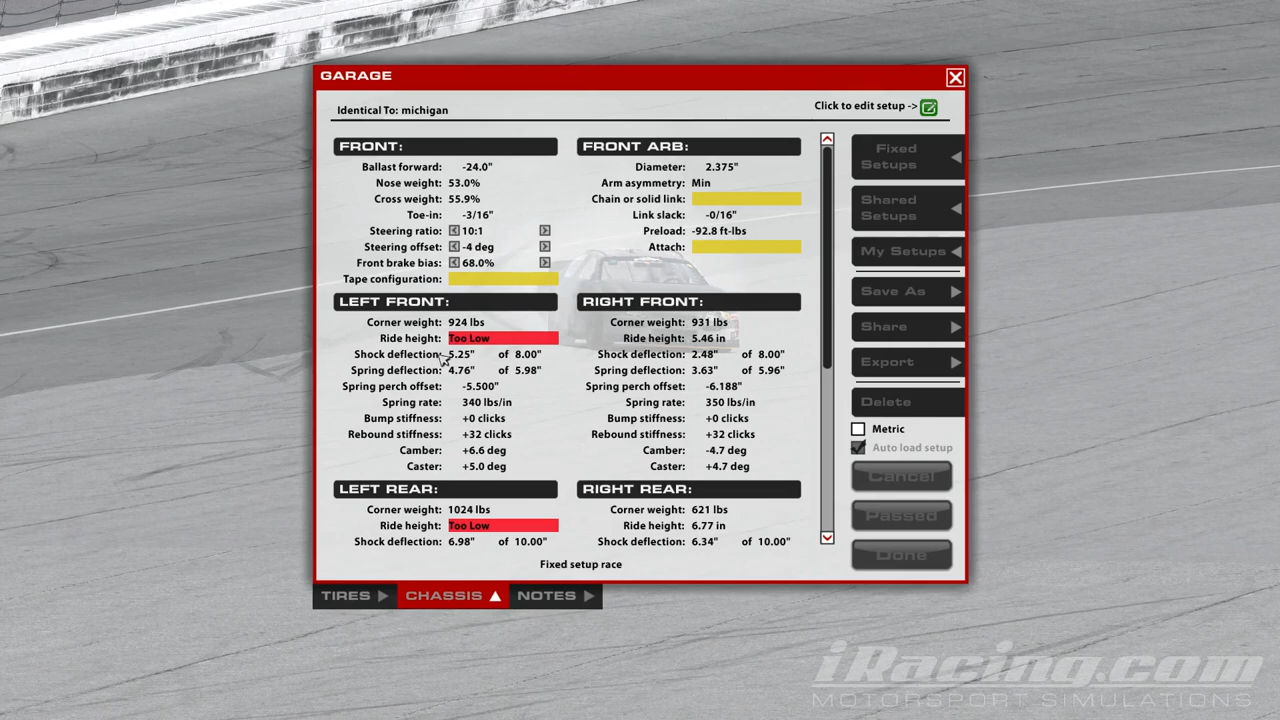 GARAGE
Identical To: michigan
Click to edit setup ->
FRONT:
Ballast forward: -24.0"
Nose weight: 53.0%
Cross weight: 55.9%
Toe-in: -3/16"
Steering ratio: 10:1
Steering offset: -4 deg
Front brake bias: 68.0%
Tape configuration:
FRONT ARB:
Diameter: 2.375"
Arm asymmetry: Min
Chain or solid link:
Link slack: -0/16"
Preload: -92.8 ft-lbs
Attach:
LEFT FRONT:
Corner weight: 924 lbs
Ride height: Too Low
Shock deflection: 5.25" of 8.00"
Spring deflection: 4.76" of 5.98"
Spring perch offset: -5.500"
Spring rate: 340 lbs/in
Bump stiffness: +0 clicks
Rebound stiffness: +32 clicks
Camber: +6.6 deg
Caster: +5.0 deg
RIGHT FRONT:
Corner weight: 931 lbs
Ride height: 5.46 in
Shock deflection: 2.48" of 8.00"
Spring deflection: 3.63" of 5.96"
Spring perch offset: -6.188"
Spring rate: 350 lbs/in
Bump stiffness: +0 clicks
Rebound stiffness: +32 clicks
Camber: -4.7 deg
Caster: +4.7 deg
LEFT REAR:
Corner weight: 1024 lbs
Ride height: Too Low
Shock deflection: 6.98" of 10.00"
RIGHT REAR:
Corner weight: 621 lbs
Ride height: 6.77 in
Shock deflection: 6.34" of 10.00"
Fixed setup race
Fixed
Setups
Shared
Setups
My Setups
Save As
Share
Export
Delete
Metric
Auto load setup
Cancel
Passed
Done
TIRES
CHASSIS
NOTES
iRacing.com
MOTORSPORT SIMULATIONS